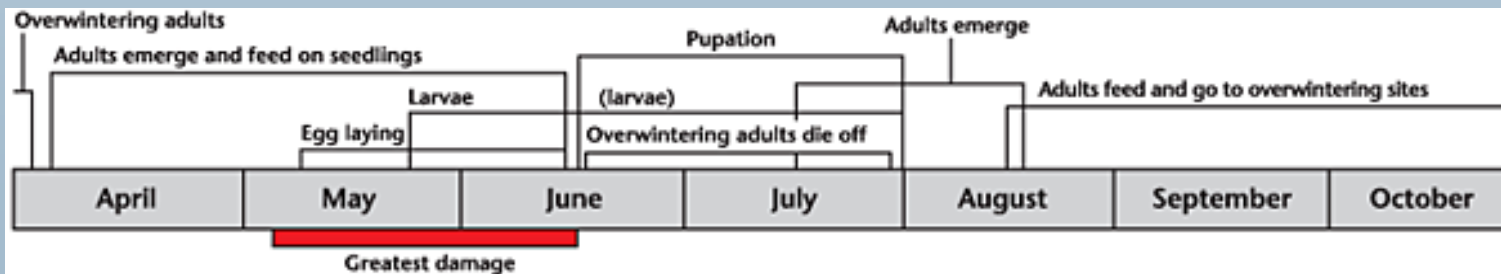 Overwintering adults
Adults emerge and feed on seedlings
Pupation
Adults emerge
Larvae
(larvae)
Adults feed and go to overwintering sites
Egg laying
Overwintering adults die off
April
May
June
July
August
September
October
Greatest damage